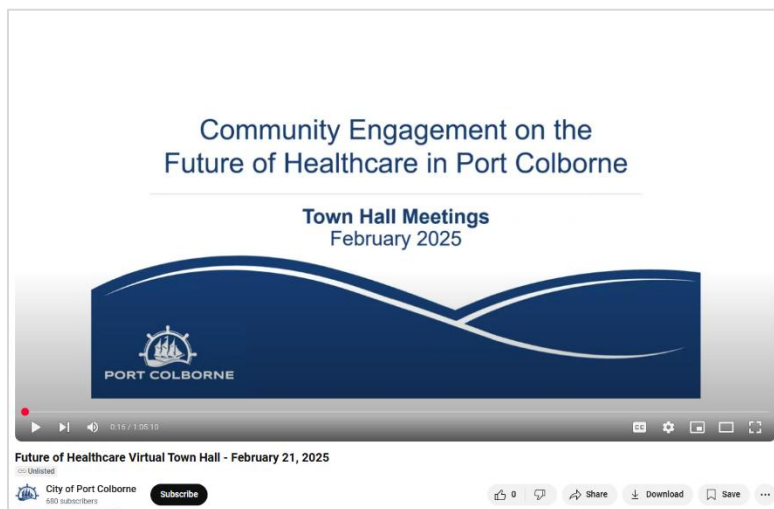 Community Engagement on the
Future of Healthcare in Port Colborne
Town Hall Meetings
February 2025
PORT COLBORNE
0:16 / 1:05:10
CC
Future of Healthcare Virtual Town Hall - February 21, 2025
Unlisted
City of Port Colborne
680 subscribers
Subscribe
0
Share
Download
Save